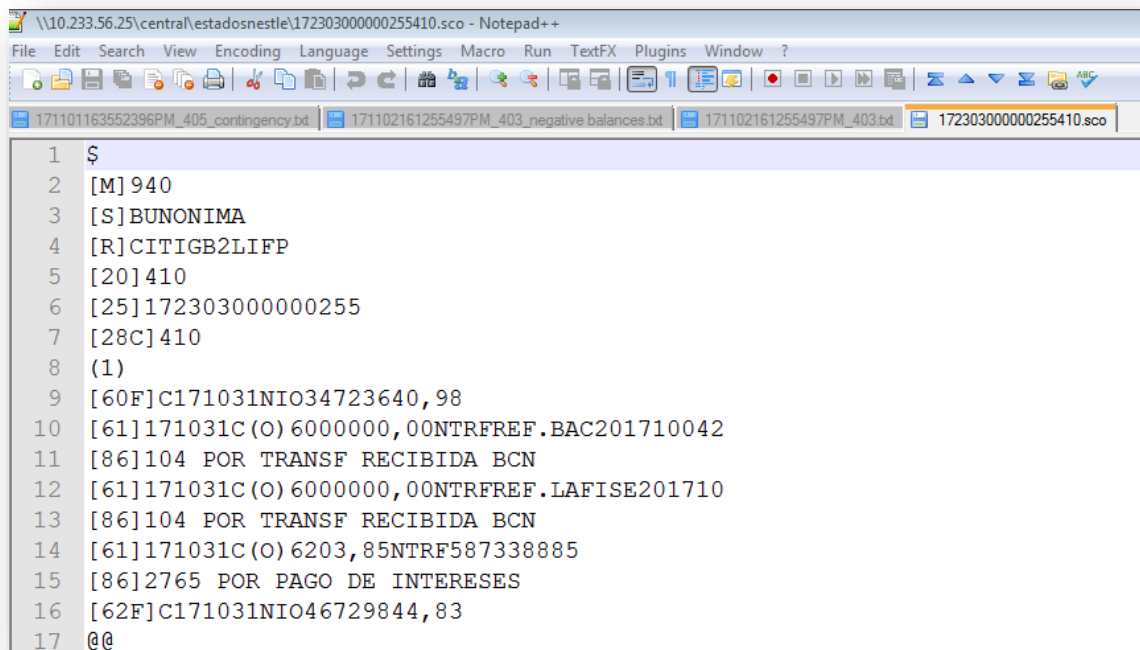 \\10.233.56.25\central\estadosnestle\172303000000255410.sco - Notepad++
File Edit Search View Encoding Language Settings Macro Run TextFX Plugins Window ?
171101163552396PM_405_contingency.txt 171102161255497PM_403_negative balances.txt 171102161255497PM_403.txt 172303000000255410.sco
1 $
2 [M]940
3 [S]BUNONIMA
4 [R]CITIGB2LIFP
5 [20]410
6 [25]172303000000255
7 [28C]410
8 (1)
9 [60F]C171031NIO34723640,98
10 [61]171031C(O)6000000,00NTRFREF.BAC201710042
11 [86]104 POR TRANSF RECIBIDA BCN
12 [61]171031C(O)6000000,00NTRFREF.LAFISE201710
13 [86]104 POR TRANSF RECIBIDA BCN
14 [61]171031C(O)6203,85NTRF587338885
15 [86]2765 POR PAGO DE INTERESES
16 [62F]C171031NIO46729844,83
17 @@